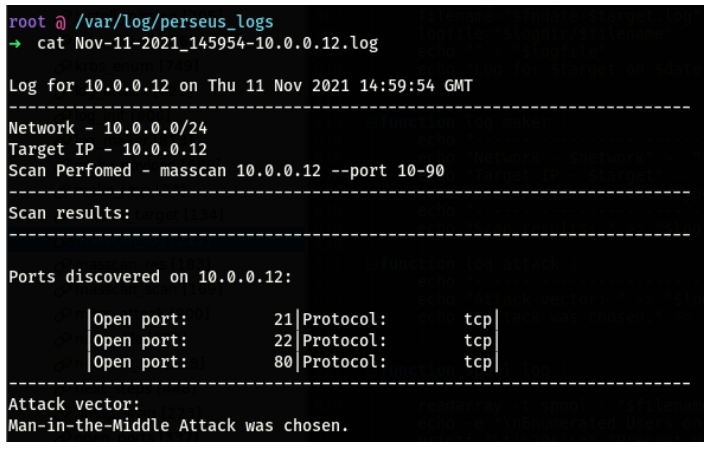 root @ /var/log/perseus_logs
→ cat Nov-11-2021_145954-10.0.0.12.log
Log for 10.0.0.12 on Thu 11 Nov 2021 14:59:54 GMT
--------------------------------------------------------------------
Network - 10.0.0.0/24
Target IP - 10.0.0.12
Scan Perfomed - masscan 10.0.0.12 --port 10-90
--------------------------------------------------------------------
Scan results:
--------------------------------------------------------------------
Ports discovered on 10.0.0.12:
|Open port: 21|Protocol: tcp|
|Open port: 22|Protocol: tcp|
|Open port: 80|Protocol: tcp|
--------------------------------------------------------------------
Attack vector:
Man-in-the-Middle Attack was chosen.